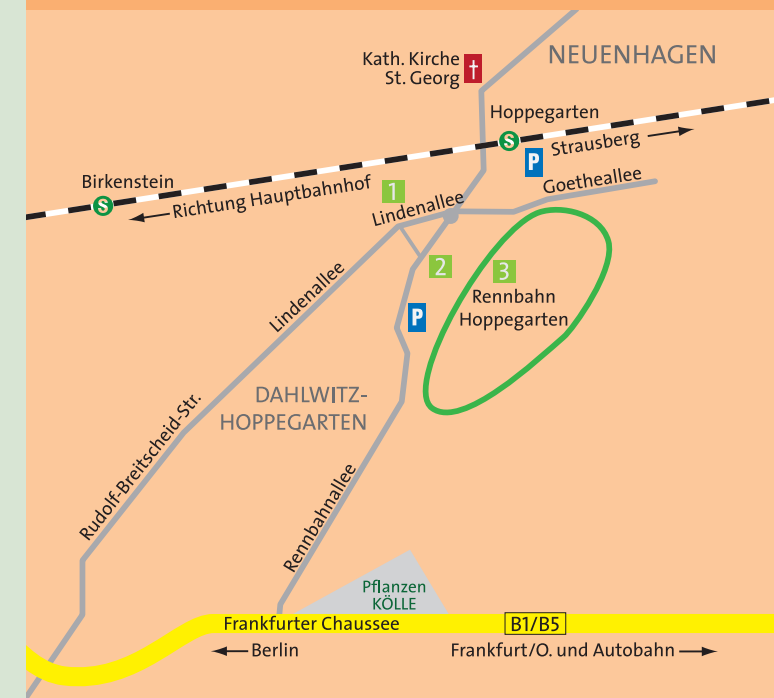 Kath. Kirche
St. Georg
NEUENHAGEN
Hoppegarten
S
P
Strausberg
Birkenstein
S
Richtung Hauptbahnhof
1
Lindenallee
Goetheallee
2
3
Rennbahn
Hoppegarten
P
Lindenallee
DAHLWITZ-
HOPPEGARTEN
Rudolf-Breitscheid-Str.
Rennbahnallee
Pflanzen
KÖLLE
Frankfurter Chaussee
B1/B5
Berlin
Frankfurt/O. und Autobahn